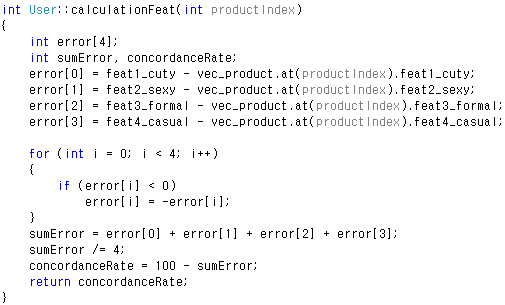 int User::calculationFeat(int productIndex)
{
    int error[4];
    int sumError, concordanceRate;
    error[0] = feat1_cuty - vec_product.at(productIndex).feat1_cuty;
    error[1] = feat2_sexy - vec_product.at(productIndex).feat2_sexy;
    error[2] = feat3_formal - vec_product.at(productIndex).feat3_formal;
    error[3] = feat4_casual - vec_product.at(productIndex).feat4_casual;

    for (int i = 0; i < 4; i++)
    {
        if (error[i] < 0)
            error[i] = -error[i];
    }
    sumError = error[0] + error[1] + error[2] + error[3];
    sumError /= 4;
    concordanceRate = 100 - sumError;
    return concordanceRate;
}